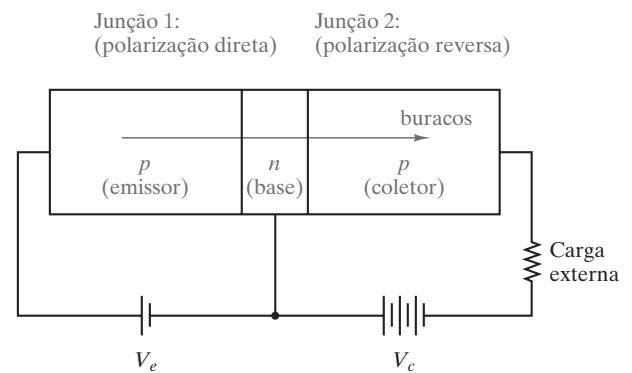 Junção 1:
(polarização direta)
Junção 2:
(polarização reversa)
buracos
p
(emissor)
n
(base)
p
(coletor)
Carga
externa
Ve
Vc